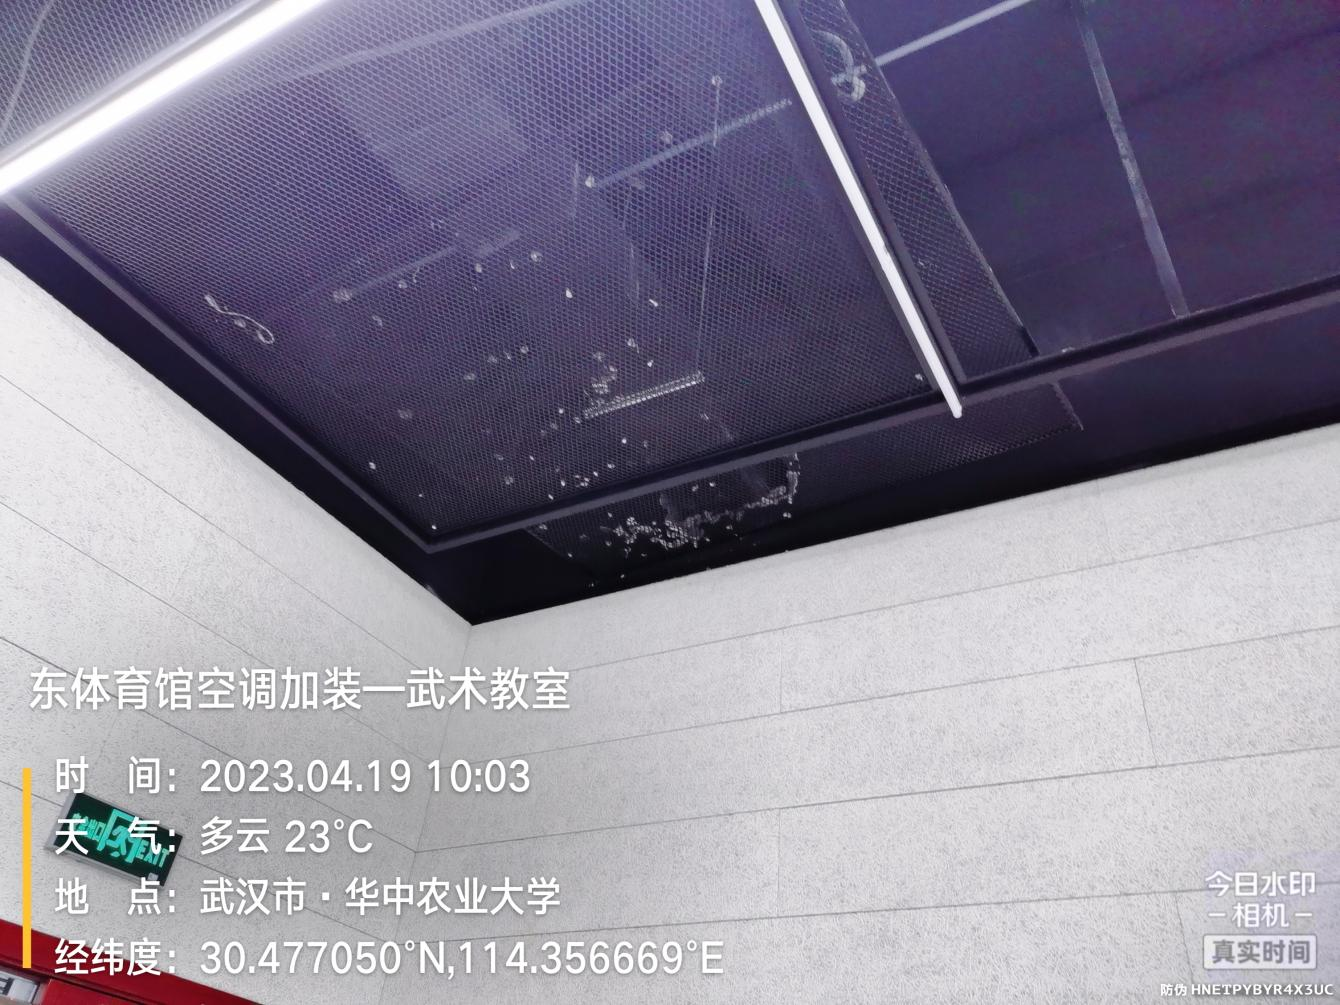 东体育馆空调加装—武术教室
时 间：2023.04.19 10:03
天 气：多云 23℃
地 点：武汉市·华中农业大学
经纬度：30.477050°N,114.356669°E
EXIT
今日水印
－相机－
真实时间
防伪 HNETPYBYR4X3UC